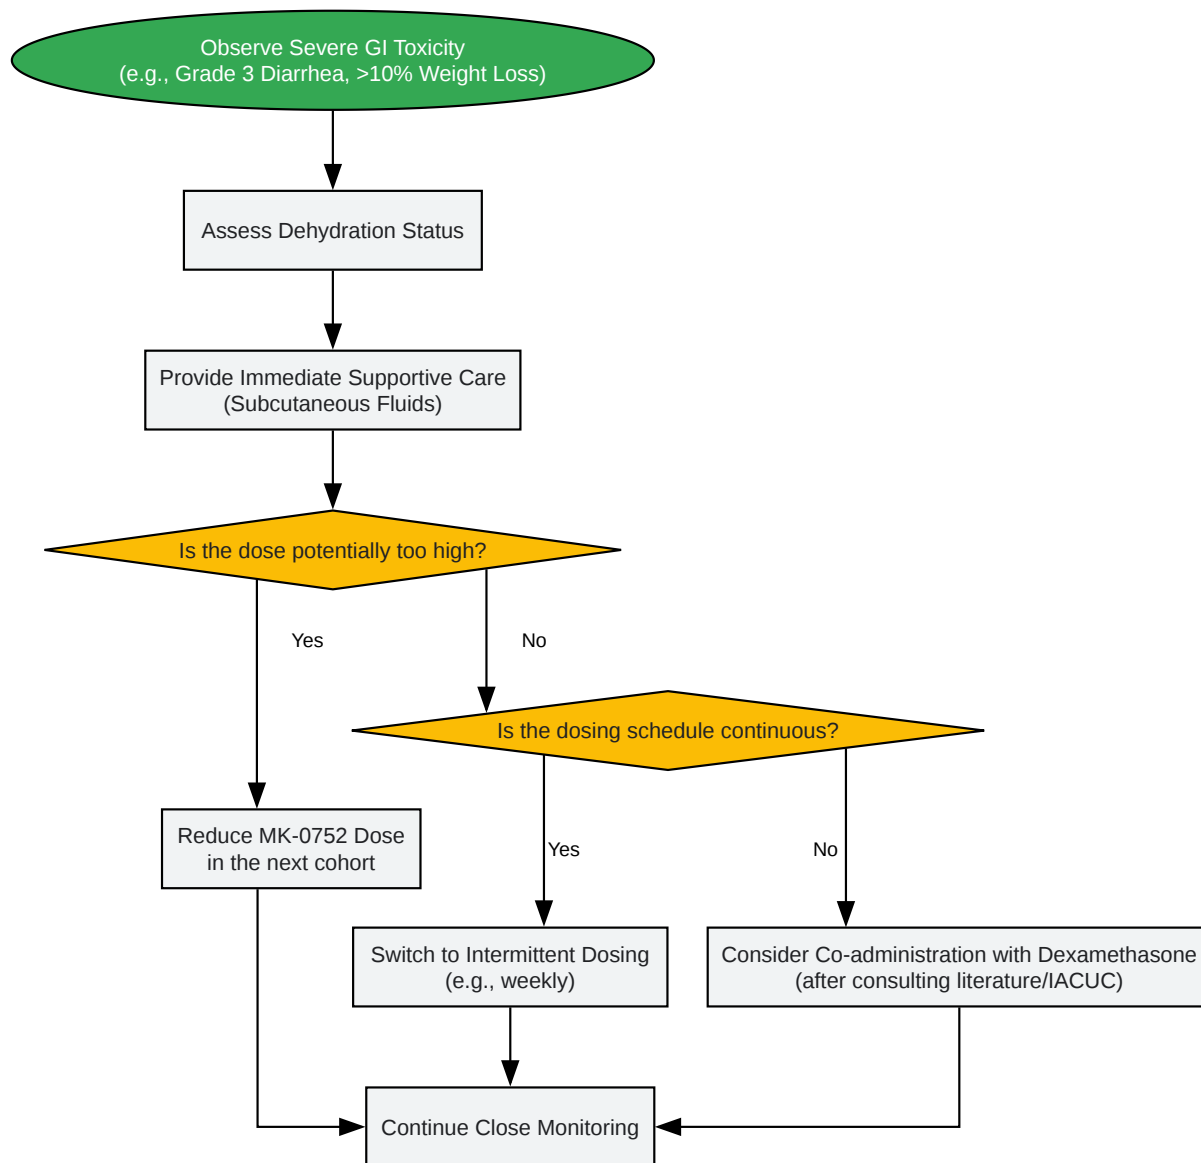 Observe Severe GI Toxicity
(e.g., Grade 3 Diarrhea, >10% Weight Loss)
Assess Dehydration Status
Provide Immediate Supportive Care
(Subcutaneous Fluids)
Is the dose potentially too high?
Yes
No
Is the dosing schedule continuous?
Reduce MK-0752 Dose
in the next cohort
Yes
No
Switch to Intermittent Dosing
(e.g., weekly)
Consider Co-administration with Dexamethasone
(after consulting literature/IACUC)
Continue Close Monitoring